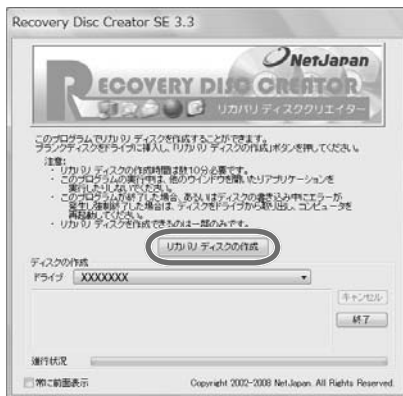 Recovery Disc Creator SE 3.3
NetJapan
RECOVERY DISC CREATOR
リカバリディスククリエイター
このプログラムでリカバリ ディスクを作成することができます。
ブランクディスクをドライブに挿入し、「リカバリ ディスクの作成」ボタンを押してください。
注意:
・ リカバリ ディスクの作成時間は数10分必要です。
・ このプログラムの実行中は、他のウインドウを開いたりアプリケーションを
実行したりしないでください。
・ このプログラムが終了した場合、あるいはディスクの書き込み中にエラーが
発生し強制終了した場合は、ディスクをドライブから取り出し、コンピュータを
再起動してください。
・ リカバリ ディスクを作成できるのは一部のみです。
リカバリ ディスクの作成
ディスクの作成
ドライブ XXXXXXX
キャンセル
終了
進行状況
常に前面表示
Copyright 2002-2008 NetJapan. All Rights Reserved.